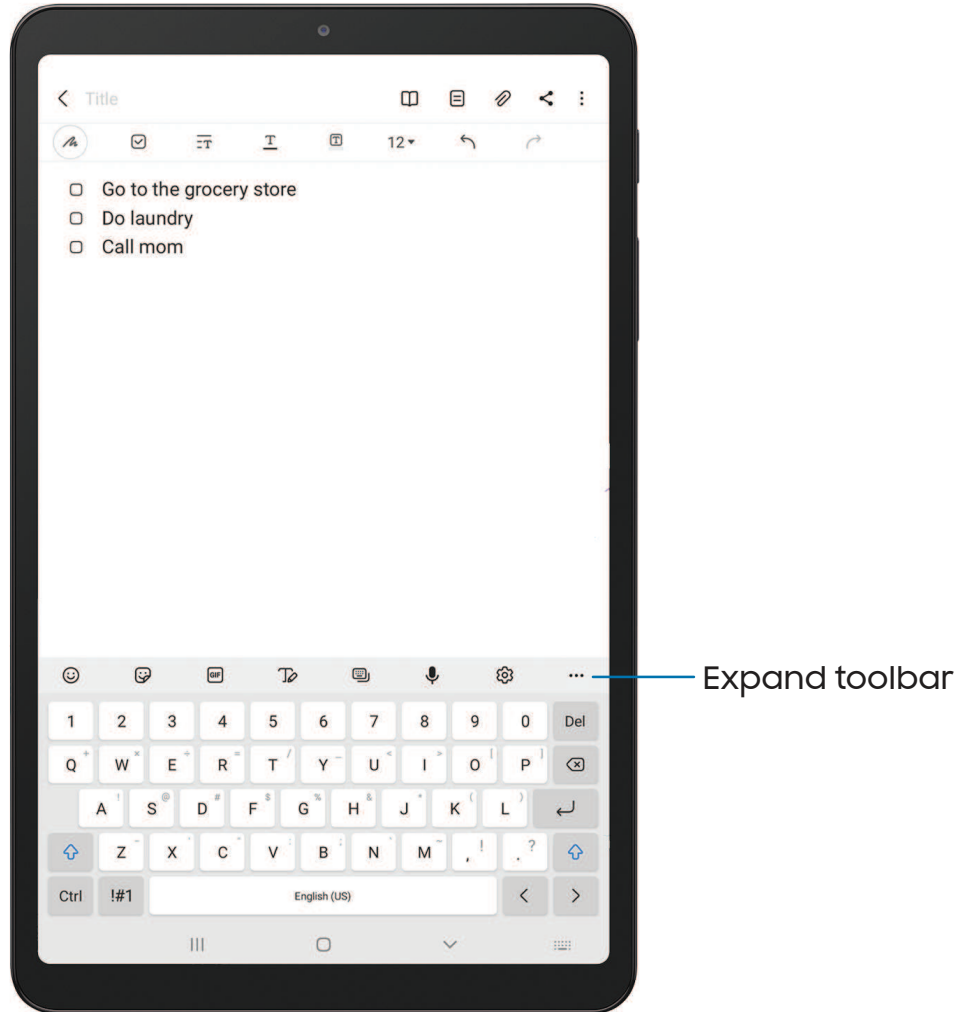 Title
12
Go to the grocery store
Do laundry
Call mom
GIF
Expand toolbar
1 2 3 4 5 6 7 8 9 0 Del
Q + W × E ÷ R = T / Y _ U < I > O [ P ]
A ! S @ D # F $ G % H & J * K ( L )
Z - X ' C " V : B ; N M , ! . ?
Ctrl !#1 English (US) < >